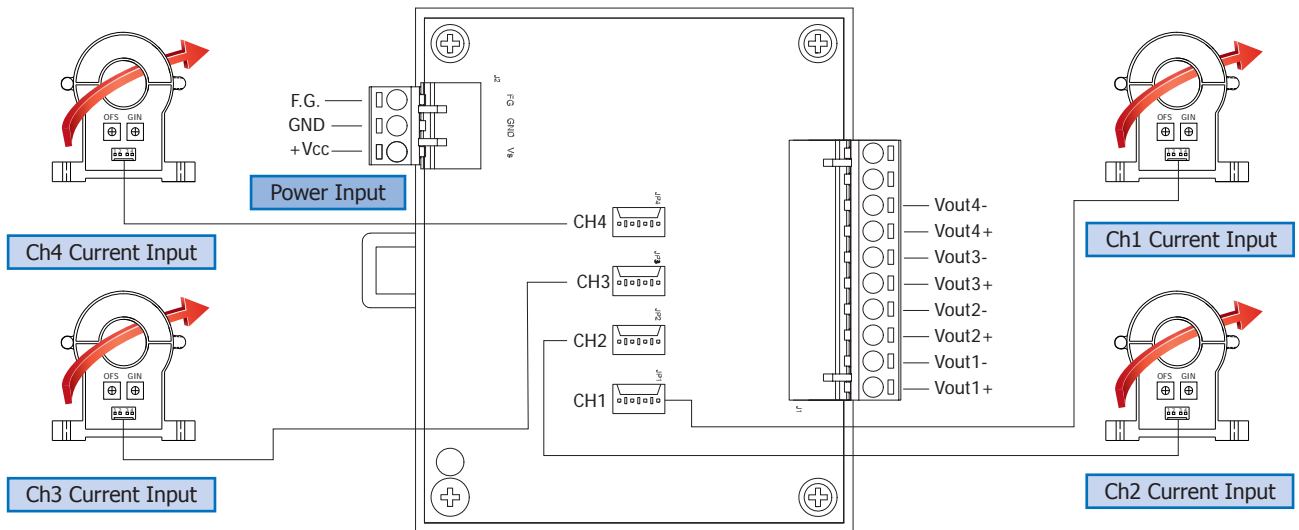 OFS GIN
Ch4 Current Input
F.G.
GND
+Vcc
Power Input
J2
FG GND Vs
OFS GIN
Ch1 Current Input
CH4
JP4
CH3
CH2
JP2
CH1
JP1
Vout4-
Vout4+
Vout3-
Vout3+
Vout2-
Vout2+
Vout1-
Vout1+
J1
OFS GIN
Ch3 Current Input
OFS GIN
Ch2 Current Input